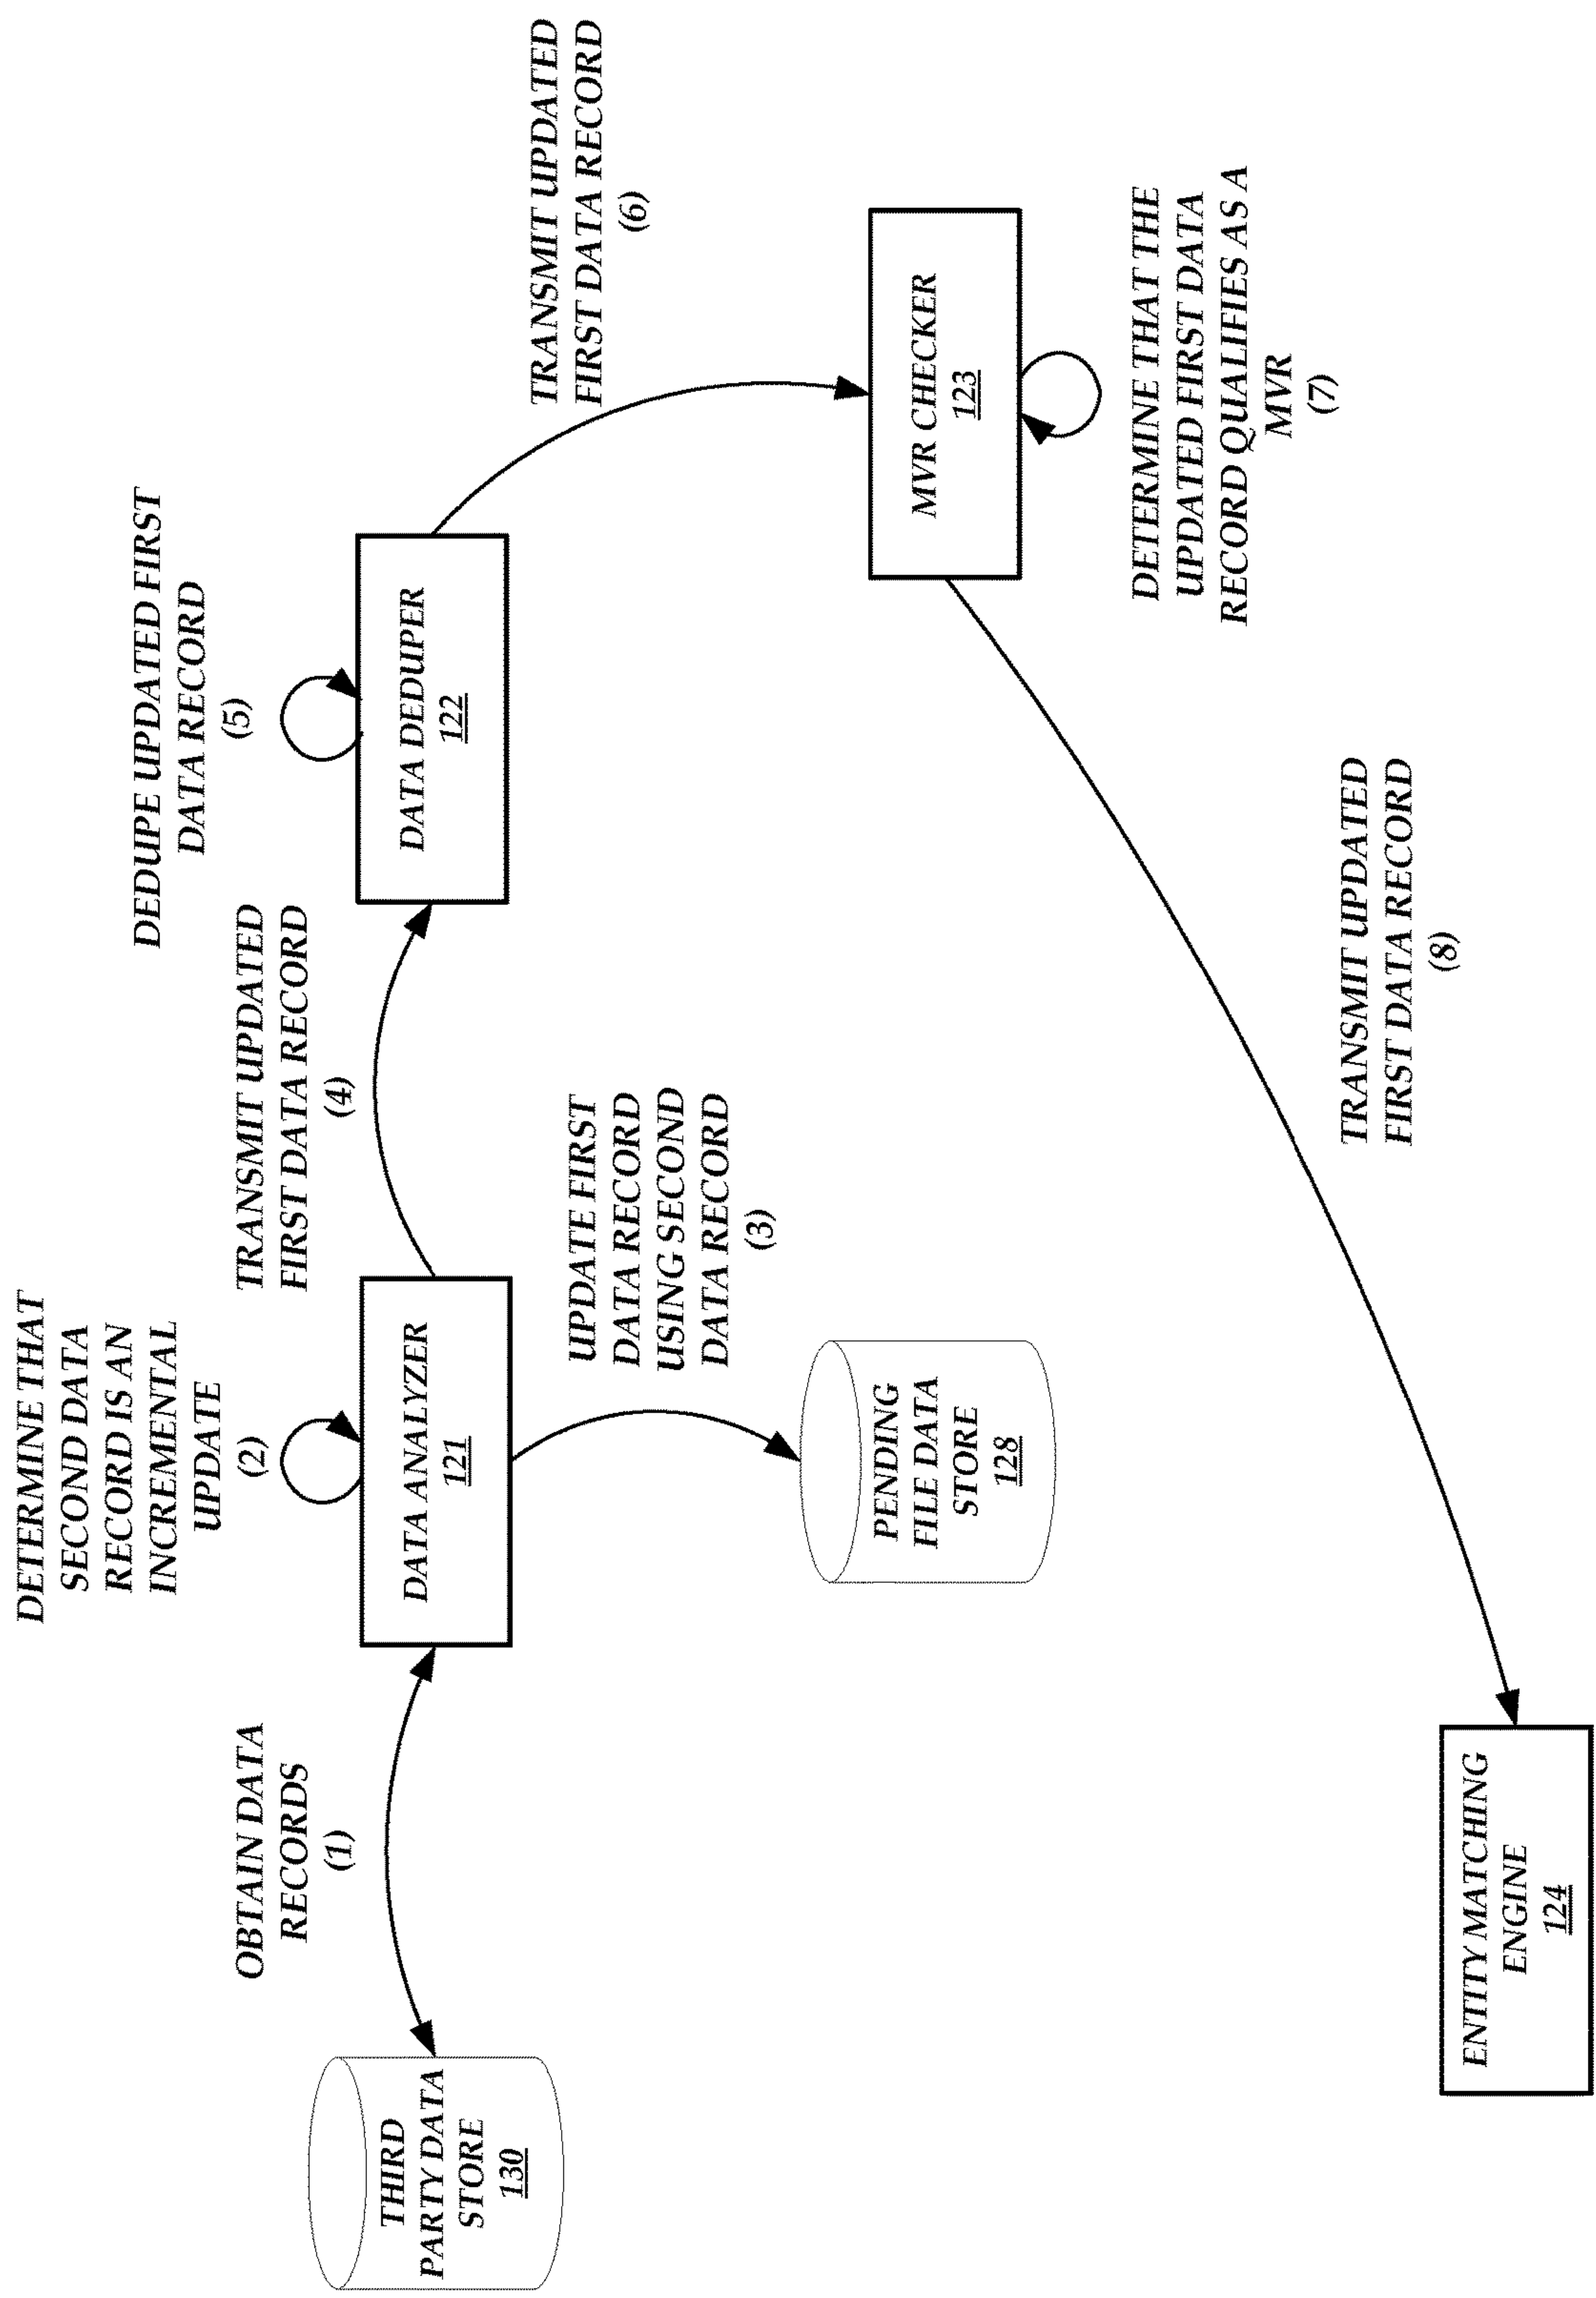 OBTAIN DATA
RECORDS
(1)
DETERMINE THAT
SECOND DATA
RECORD IS AN
INCREMENTAL
UPDATE
(2)
TRANSMIT UPDATED
FIRST DATA RECORD
(4)
DEDUPE UPDATED FIRST
DATA RECORD
(5)
TRANSMIT UPDATED
FIRST DATA RECORD
(6)
THIRD
PARTY DATA
STORE
130
DATA ANALYZER
121
DATA DEDUPER
122
UPDATE FIRST
DATA RECORD
USING SECOND
DATA RECORD
(3)
PENDING
FILE DATA
STORE
128
MVR CHECKER
123
DETERMINE THAT THE
UPDATED FIRST DATA
RECORD QUALIFIES AS A
MVR
(7)
TRANSMIT UPDATED
FIRST DATA RECORD
(8)
ENTITY MATCHING
ENGINE
124